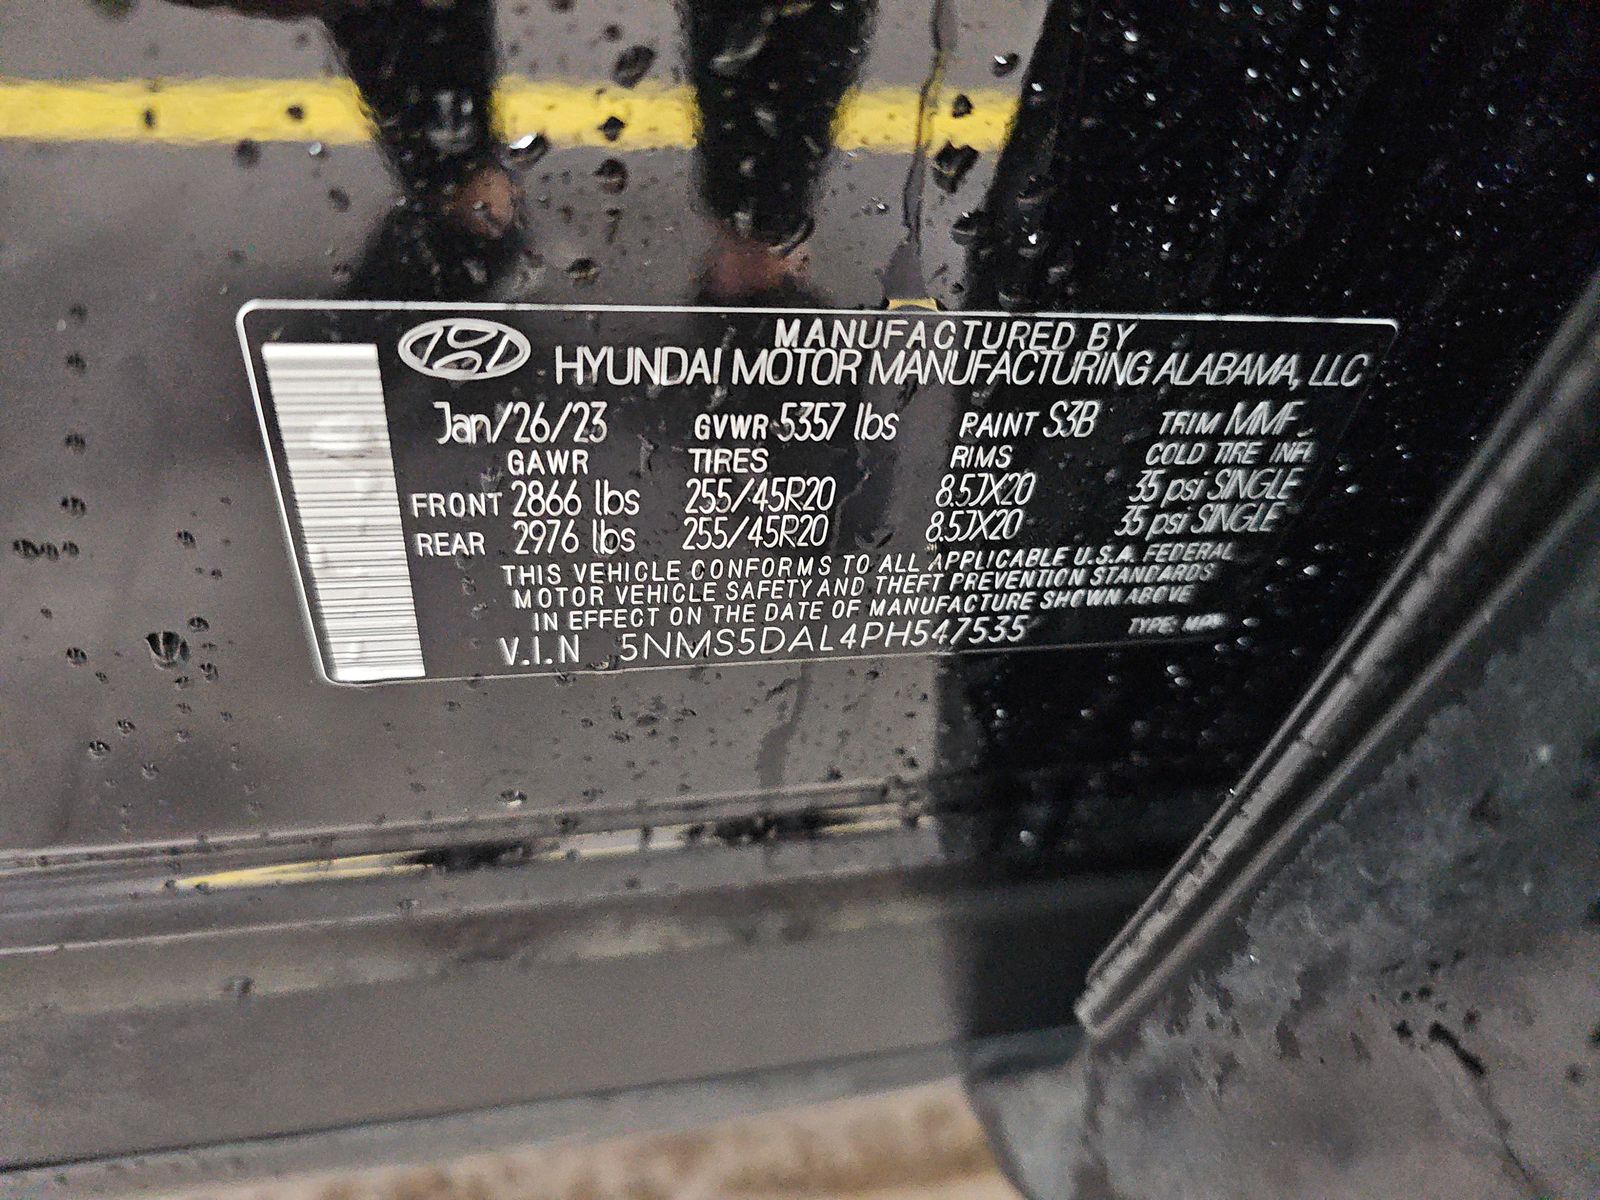 MANUFACTURED BY
HYUNDAI MOTOR MANUFACTURING ALABAMA, LLC
Jan/26/23 GVWR 5357 lbs PAINT S3B TRIM MMF
GAWR TIRES RIMS COLD TIRE INFL
FRONT 2866 lbs 255/45R20 8.5JX20 35 psi SINGLE
REAR 2976 lbs 255/45R20 8.5JX20 35 psi SINGLE
THIS VEHICLE CONFORMS TO ALL APPLICABLE U.S.A. FEDERAL
MOTOR VEHICLE SAFETY AND THEFT PREVENTION STANDARDS
IN EFFECT ON THE DATE OF MANUFACTURE SHOWN ABOVE
V.I.N 5NMS5DAL4PH547535 TYPE: